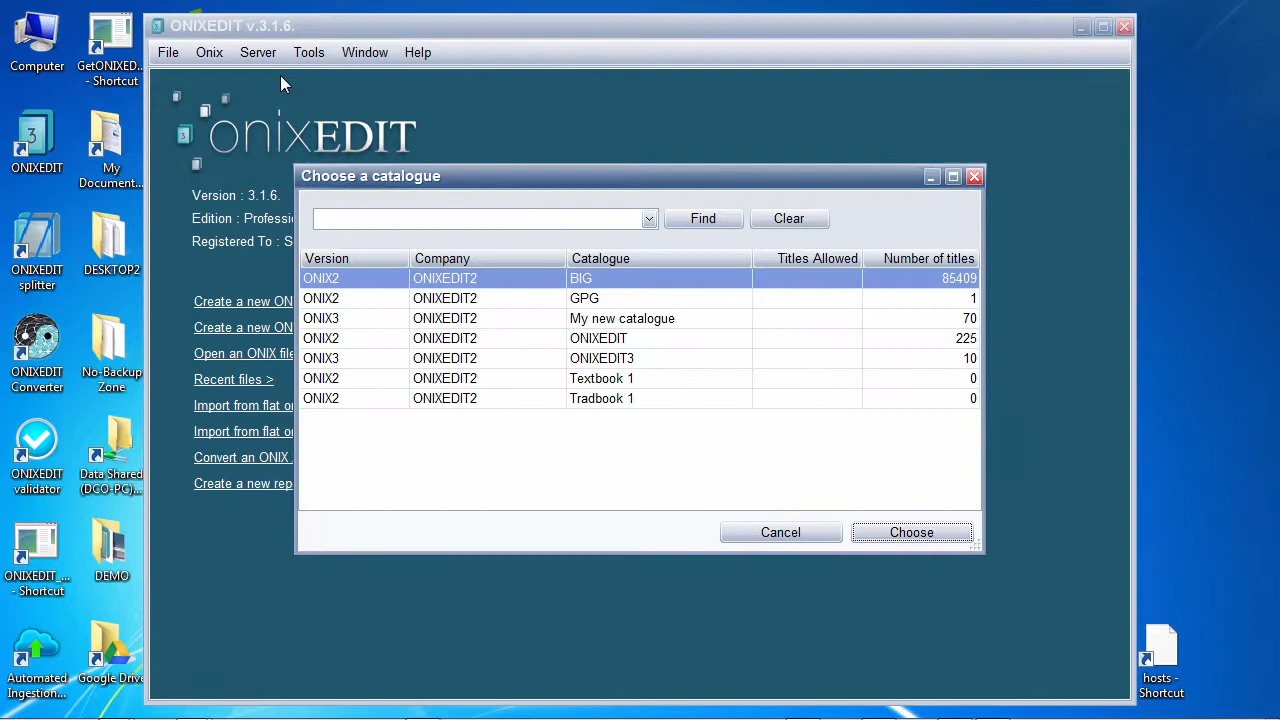 ONIXEDIT v.3.1.6.
File Onix Server Tools Window Help
3 onixEDIT
Version : 3.1.6.
Edition : Professi
Registered To : S
Create a new ON
Create a new ON
Open an ONIX file
Recent files >
Import from flat or
Import from flat or
Convert an ONIX
Create a new rep
Choose a catalogue
Find Clear
Version Company Catalogue Titles Allowed Number of titles
ONIX2 ONIXEDIT2 BIG 85409
ONIX2 ONIXEDIT2 GPG 1
ONIX3 ONIXEDIT2 My new catalogue 70
ONIX2 ONIXEDIT2 ONIXEDIT 225
ONIX3 ONIXEDIT2 ONIXEDIT3 10
ONIX2 ONIXEDIT2 Textbook 1 0
ONIX2 ONIXEDIT2 Tradbook 1 0
Cancel Choose
Computer
GetONIXED...
- Shortcut
3
ONIXEDIT
My
Document...
ONIXEDIT
splitter
DESKTOP2
ONIXEDIT
Converter
No-Backup
Zone
ONIXEDIT
validator
Data Shared
(DCO-PC)...
ONIXEDIT_...
- Shortcut
DEMO
Automated
Ingestion...
Google Drive
hosts -
Shortcut